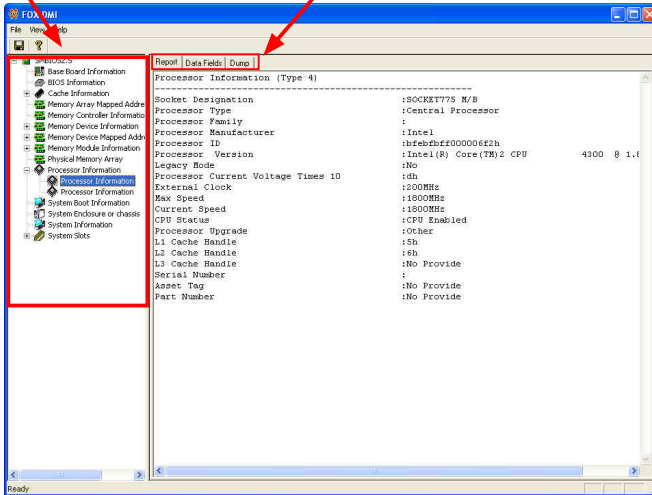 FOX DMI
File View Help
SMBIOS2.5
Base Board Information
BIOS Information
Cache Information
Memory Array Mapped Addre
Memory Controller Informatio
Memory Device Information
Memory Device Mapped Addr
Memory Module Information
Physical Memory Array
Processor Information
Processor Information
Processor Information
System Boot Information
System Enclosure or chassis
System Information
System Slots
Report Data Fields Dump
Processor Information (Type 4)
----------------------------------------------------------------
Socket Designation :SOCKET775 M/B
Processor Type :Central Processor
Processor Family :
Processor Manufacturer :Intel
Processor ID :bfebfbff000006f2h
Processor Version :Intel(R) Core(TM)2 CPU 4300 @ 1.8
Legacy Mode :No
Processor Current Voltage Times 10 :dh
External Clock :200MHz
Max Speed :1800MHz
Current Speed :1800MHz
CPU Status :CPU Enabled
Processor Upgrade :Other
L1 Cache Handle :5h
L2 Cache Handle :6h
L3 Cache Handle :No Provide
Serial Number :
Asset Tag :No Provide
Part Number :No Provide
Ready